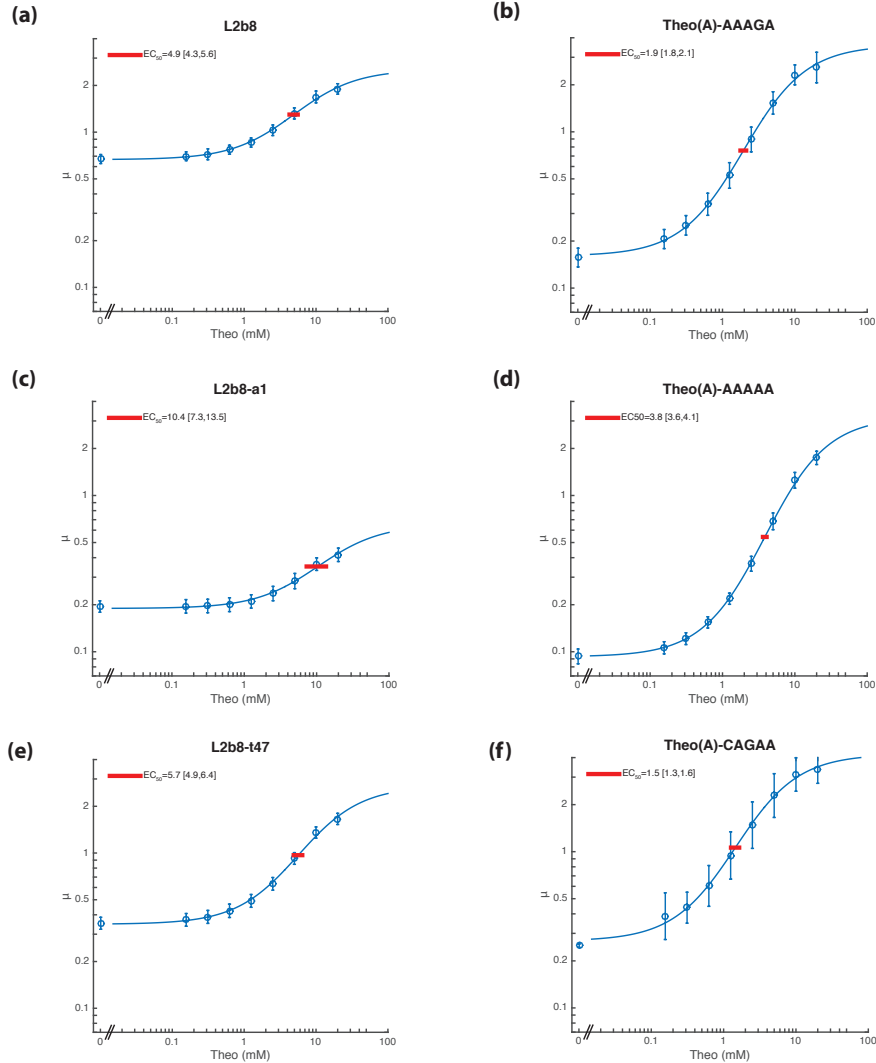 (a)
L2b8
EC50=4.9 [4.3,5.6]
2
1
0.5
0.2
0.1
μ
0 0.1 1 10 100
Theo (mM)
(b)
Theo(A)-AAAGA
EC50=1.9 [1.8,2.1]
2
1
0.5
0.2
0.1
μ
0 0.1 1 10 100
Theo (mM)
(c)
L2b8-a1
EC50=10.4 [7.3,13.5]
2
1
0.5
0.2
0.1
μ
0 0.1 1 10 100
Theo (mM)
(d)
Theo(A)-AAAAA
EC50=3.8 [3.6,4.1]
2
1
0.5
0.2
0.1
μ
0 0.1 1 10 100
Theo (mM)
(e)
L2b8-t47
EC50=5.7 [4.9,6.4]
2
1
0.5
0.2
0.1
μ
0 0.1 1 10 100
Theo (mM)
(f)
Theo(A)-CAGAA
EC50=1.5 [1.3,1.6]
2
1
0.5
0.2
0.1
μ
0 0.1 1 10 100
Theo (mM)